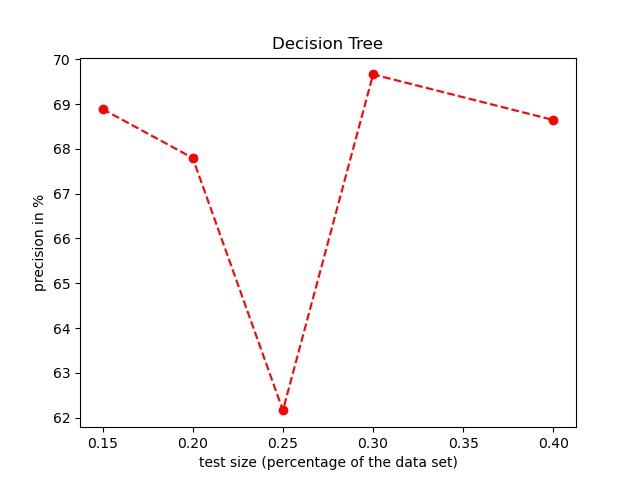 Decision Tree
70
69
68
67
66
65
64
63
62
precision in %
0.15 0.20 0.25 0.30 0.35 0.40
test size (percentage of the data set)